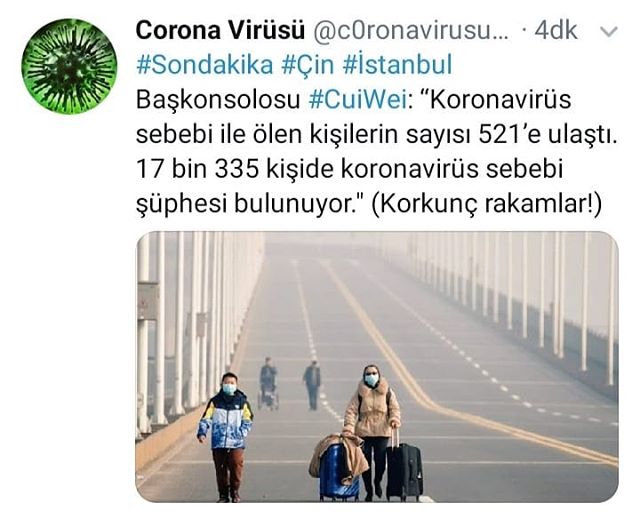 Corona Virüsü @c0ronavirusu... · 4dk
#Sondakika #Çin #İstanbul
Başkonsolosu #CuiWei: “Koronavirüs
sebebi ile ölen kişilerin sayısı 521’e ulaştı.
17 bin 335 kişide koronavirüs sebebi
şüphesi bulunuyor." (Korkunç rakamlar!)